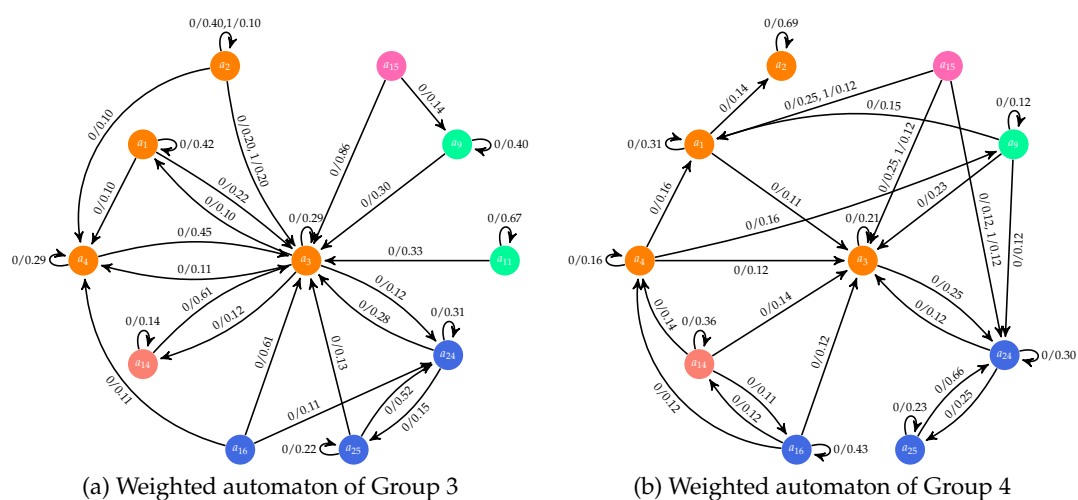 0/0.40,1/0.10
a2
a15
0/0.10
0/0.20, 1/0.20
0/0.14
a1
0/0.42
0/0.86
a9
0/0.40
0/0.10
0/0.22
0/0.10
0/0.30
0/0.67
0/0.45
0/0.29
0/0.33
0/0.29
a4
a3
a11
0/0.11
0/0.12
0/0.61
0/0.28
0/0.31
0/0.14
0/0.12
a14
a24
0/0.61
0/0.13
0/0.52
0/0.11
0/0.11
0/0.15
a16
0/0.22
a25
(a) Weighted automaton of Group 3
0/0.69
a2
a15
0/0.14
0/0.25, 1/0.12
0/0.15
0/0.12
0/0.31
a1
a9
0/0.25, 1/0.12
0/0.16
0/0.11
0/0.23
0/0.16
0/0.12, 1/0.12
0/0.12
0/0.21
0/0.16
a4
0/0.12
a3
0/0.25
0/0.14
0/0.36
0/0.14
0/0.12
a14
a24
0/0.30
0/0.12
0/0.11
0/0.66
0/0.12
0/0.12
0/0.23
0/0.25
a16
0/0.43
a25
(b) Weighted automaton of Group 4